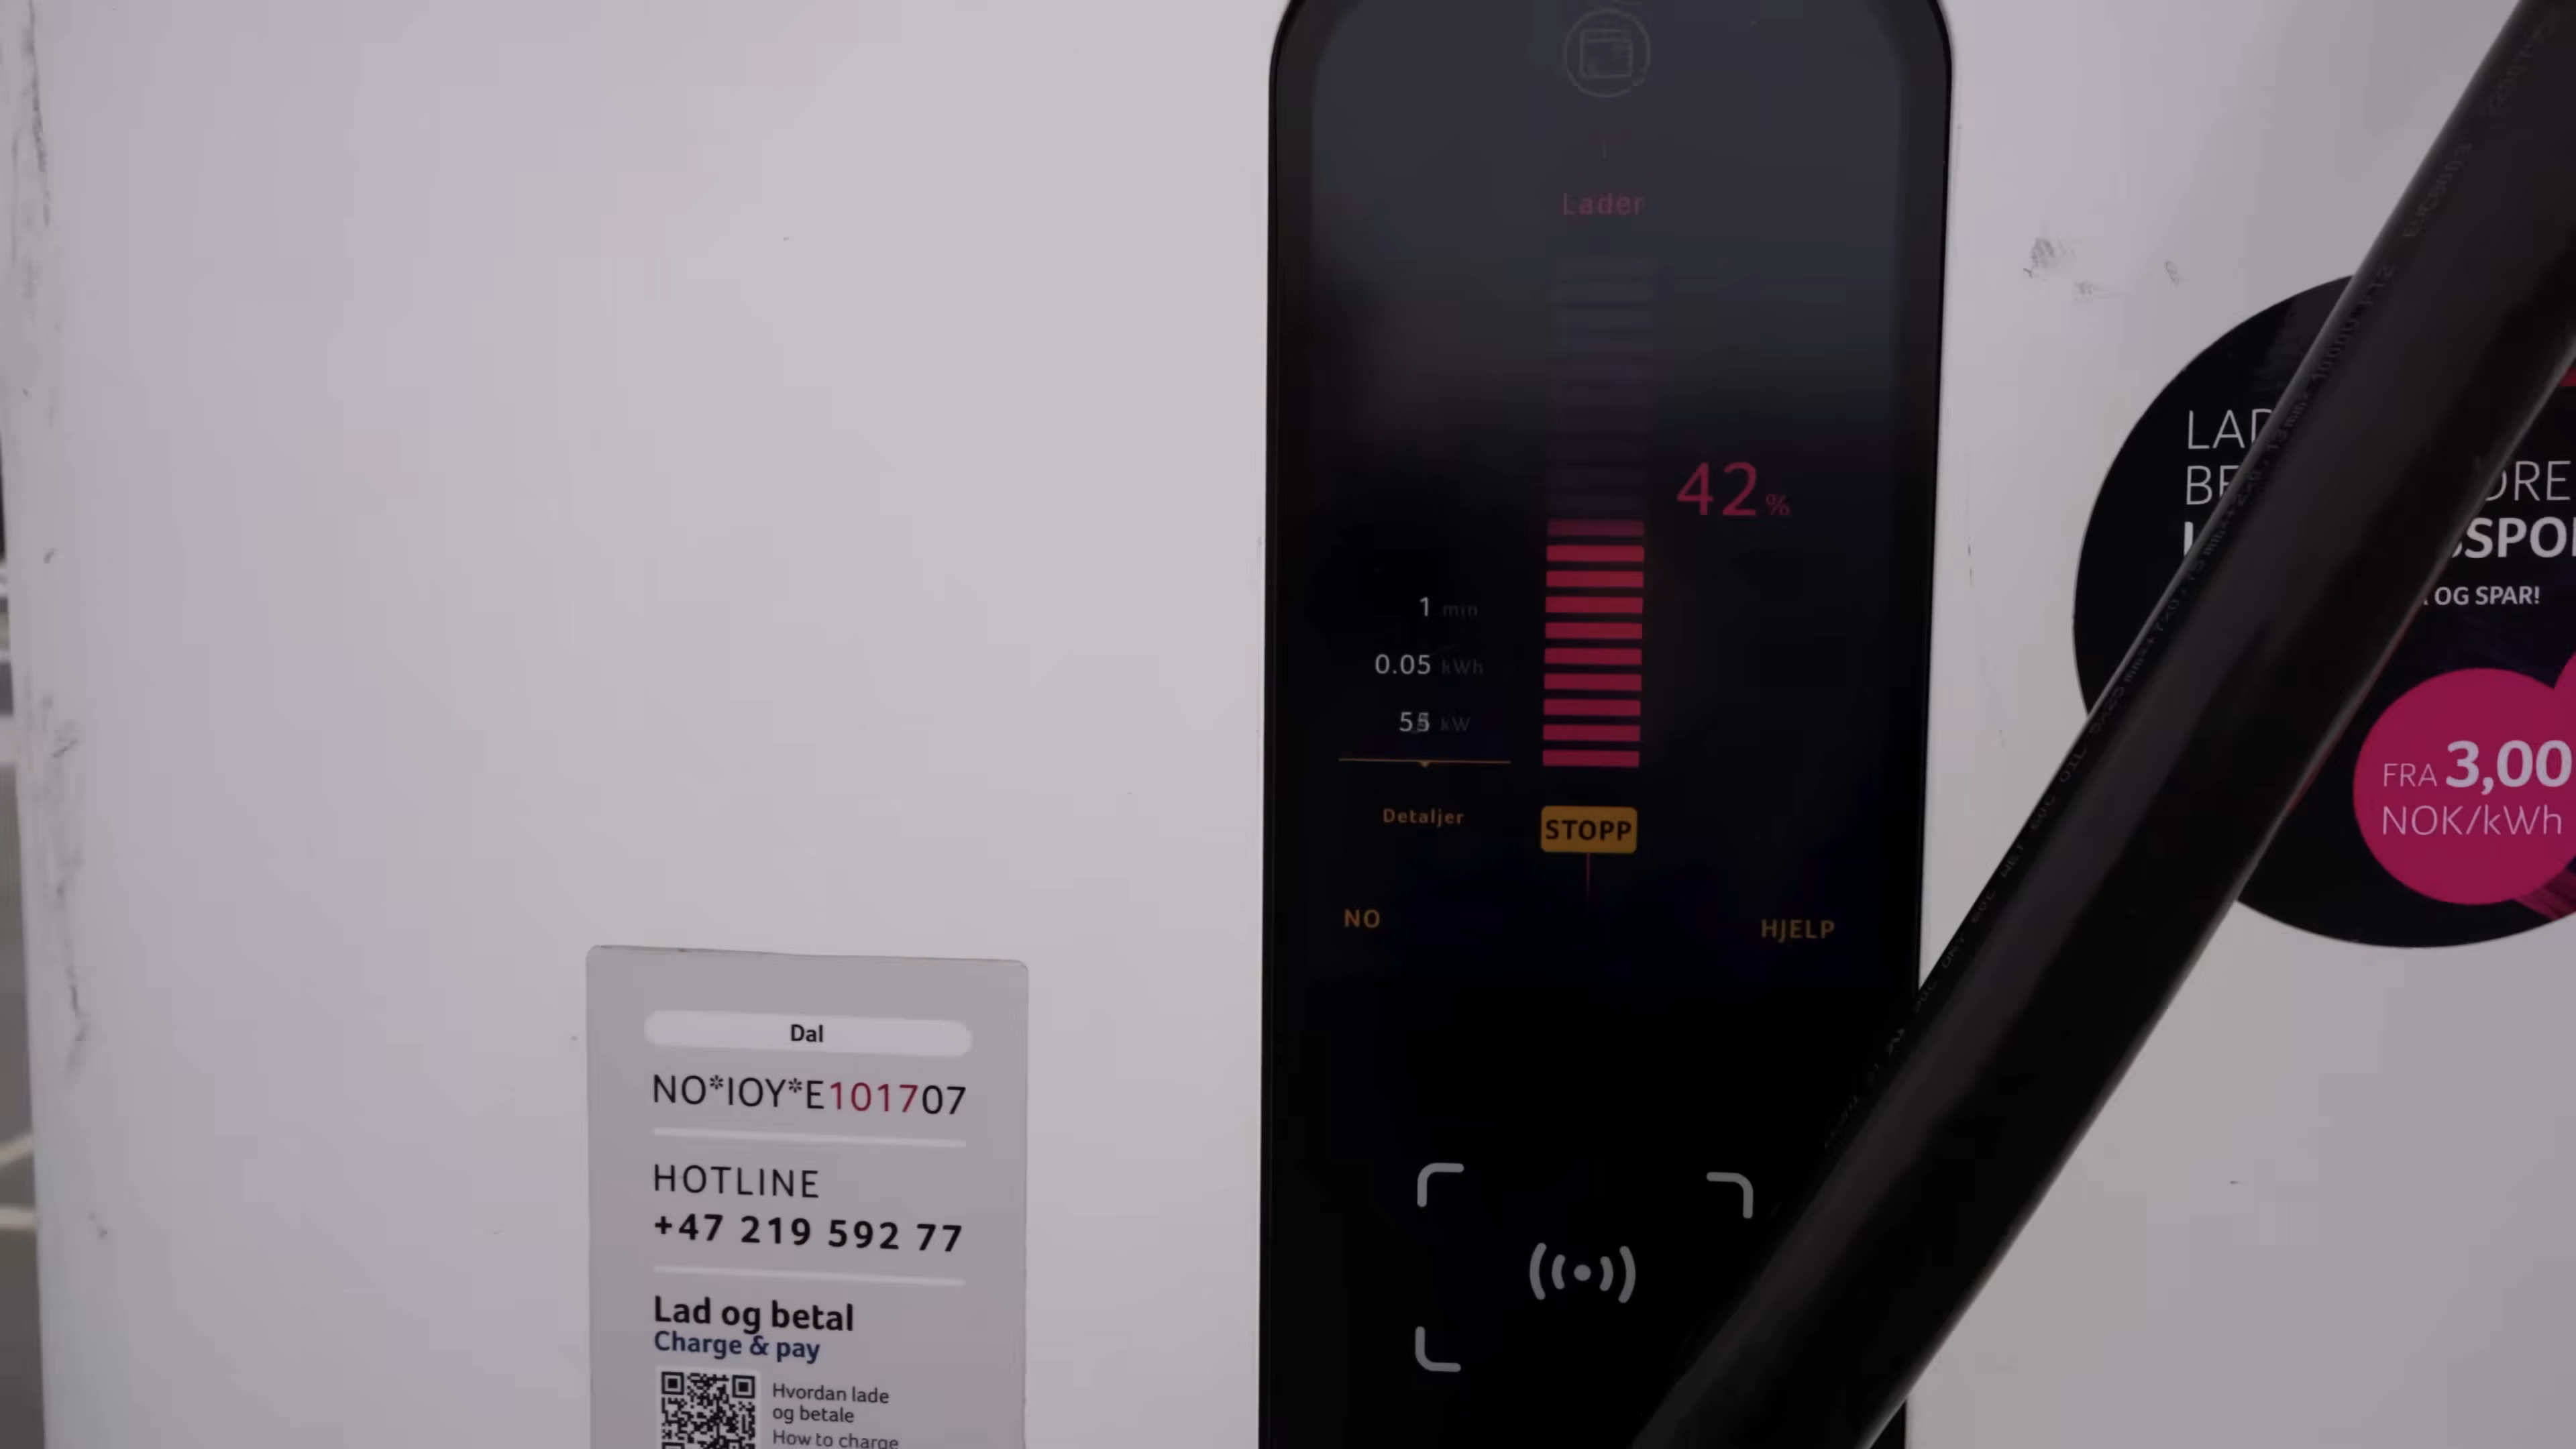 Lader
42%
1 min
0.05 kWh
kW
Detaljer
STOPP
NO
HJELP
Dal
NO*IOY*E101707
HOTLINE
+47 219 592 77
Lad og betal
Charge & pay
Hvordan lade
og betale
How to charge
OG SPAR!
FRA 3,00
NOK/kWh